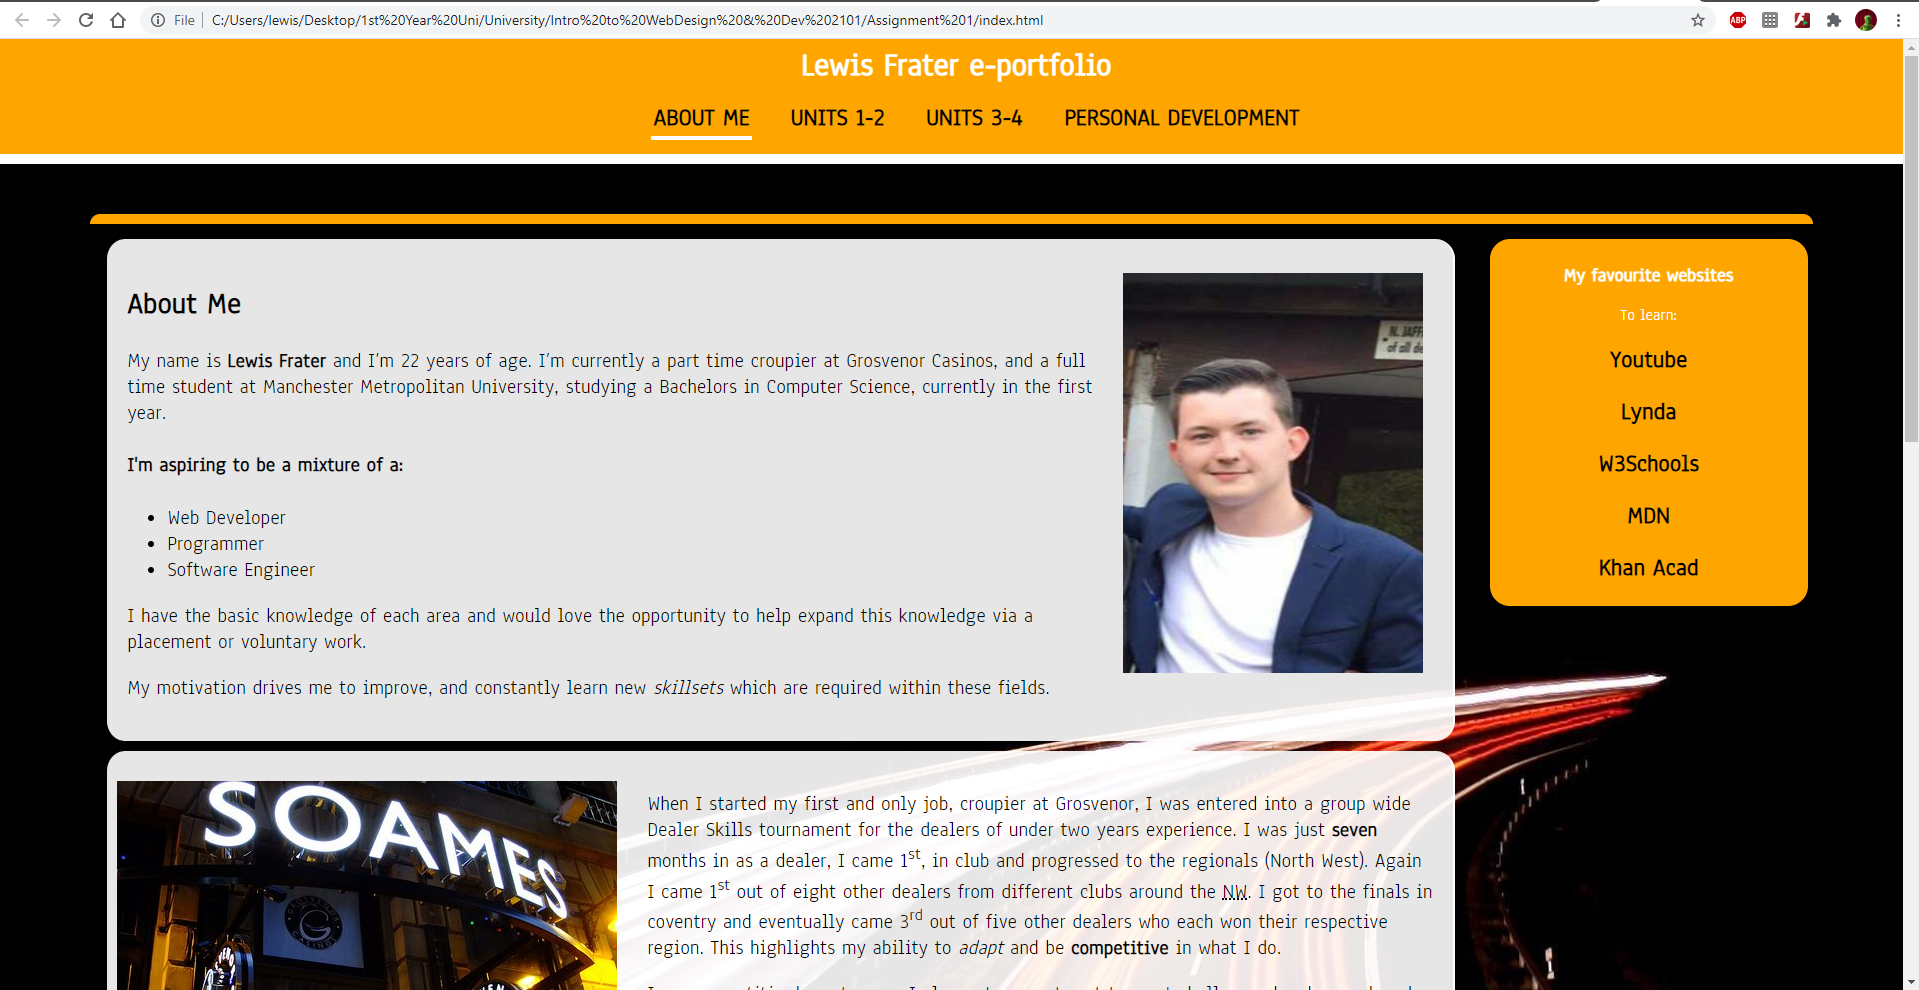 File
C:/Users/lewis/Desktop/1st%20Year%20Uni/University/Intro%20to%20WebDesign%20&%20Dev%202101/Assignment%201/index.html
ABP
Lewis Frater e-portfolio
ABOUT ME UNITS 1-2 UNITS 3-4 PERSONAL DEVELOPMENT
About Me
My name is Lewis Frater and I'm 22 years of age. I'm currently a part time croupier at Grosvenor Casinos, and a full
time student at Manchester Metropolitan University, studying a Bachelors in Computer Science, currently in the first
year.
I'm aspiring to be a mixture of a:
Web Developer
Programmer
Software Engineer
I have the basic knowledge of each area and would love the opportunity to help expand this knowledge via a
placement or voluntary work.
My motivation drives me to improve, and constantly learn new skillsets which are required within these fields.
N. JAFF
of all de
My favourite websites
To learn:
Youtube
Lynda
W3Schools
MDN
Khan Acad
SOAMES
G
GROSVENOR
CASINOS
When I started my first and only job, croupier at Grosvenor, I was entered into a group wide
Dealer Skills tournament for the dealers of under two years experience. I was just seven
months in as a dealer, I came 1st, in club and progressed to the regionals (North West). Again
I came 1st out of eight other dealers from different clubs around the NW. I got to the finals in
coventry and eventually came 3rd out of five other dealers who each won their respective
region. This highlights my ability to adapt and be competitive in what I do.